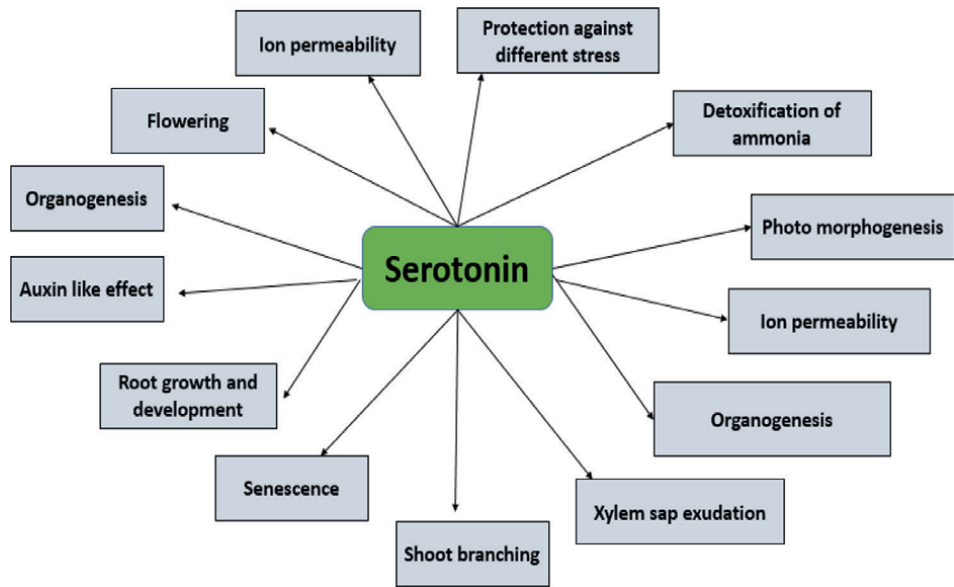 Ion permeability
Protection against
different stress
Flowering
Detoxification of
ammonia
Organogenesis
Photo morphogenesis
Serotonin
Auxin like effect
Ion permeability
Root growth and
development
Organogenesis
Senescence
Xylem sap exudation
Shoot branching